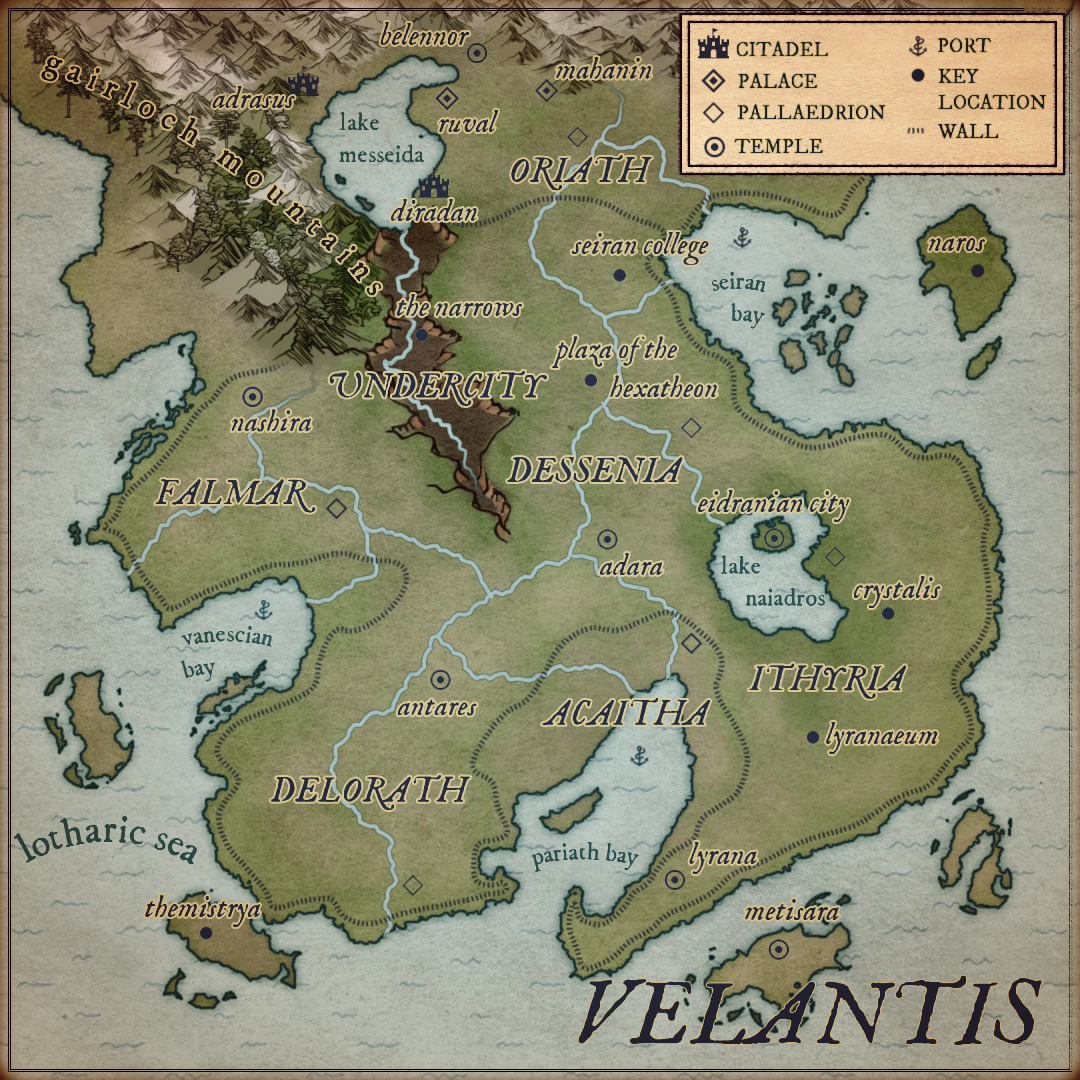 belennor
CITADEL
PALACE
PALLAEDRION
TEMPLE
PORT
KEY
LOCATION
WALL
gairloch mountains
adrasus
mahanin
ruval
lake
messeida
ORIATH
diradan
seiran college
naros
seiran
bay
the narrows
plaza of the
hexatheon
UNDERCITY
nashira
FALMAR
DESSENIA
eidranian city
adara
lake
naiadros
crystalis
vanescian
bay
ITHYRIA
antares
ACAITHA
lyranaeum
DELORATH
lotharic sea
pariath bay
lyrana
themistrya
metisara
VELANTIS